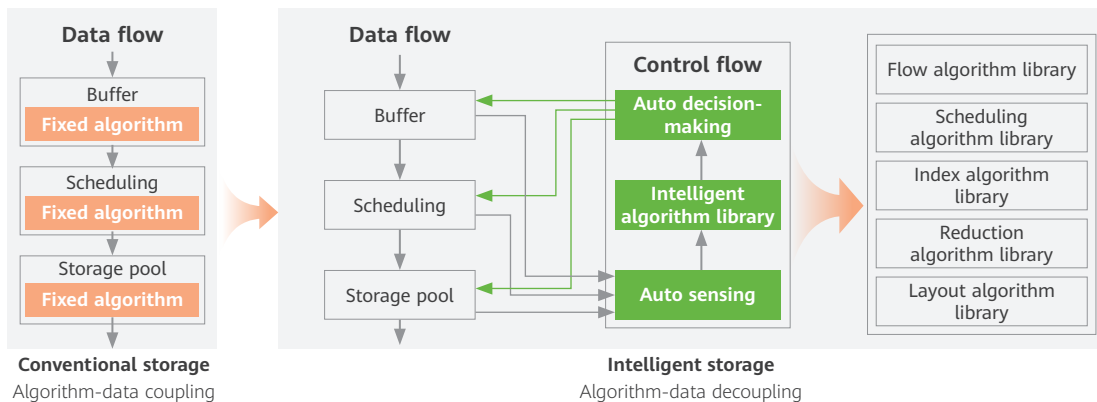 Data flow
Buffer
Fixed algorithm
Scheduling
Fixed algorithm
Storage pool
Fixed algorithm
Conventional storage
Algorithm-data coupling
Data flow
Buffer
Scheduling
Storage pool
Control flow
Auto decision-
making
Intelligent
algorithm library
Auto sensing
Flow algorithm library
Scheduling
algorithm library
Index algorithm
library
Reduction
algorithm library
Layout algorithm
library
Intelligent storage
Algorithm-data decoupling